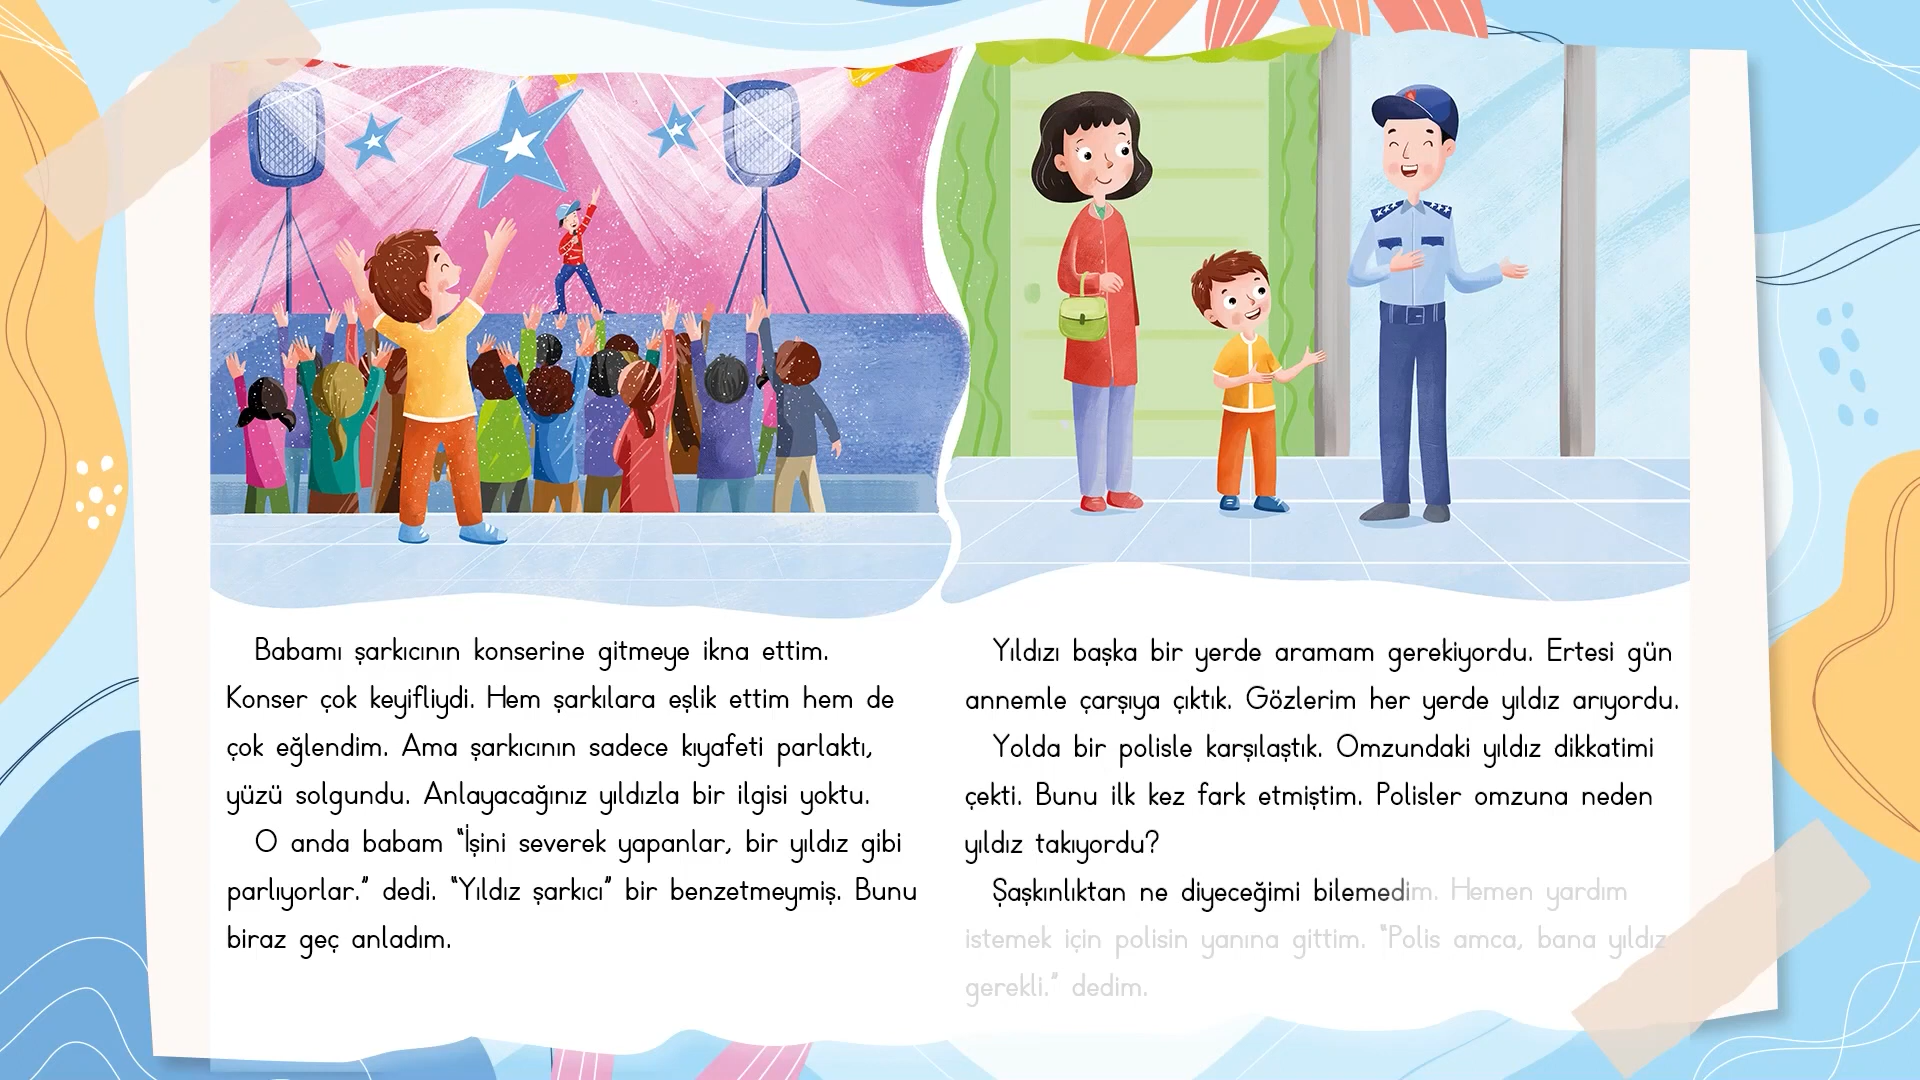 Babamı şarkıcının konserine gitmeye ikna ettim.
Konser çok keyifliydi. Hem şarkılara eşlik ettim hem de
çok eğlendim. Ama şarkıcının sadece kıyafeti parlaktı,
yüzü solgundu. Anlayacağınız yıldızla bir ilgisi yoktu.
O anda babam “İşini severek yapanlar, bir yıldız gibi
parlıyorlar.” dedi. “Yıldız şarkıcı” bir benzetmeymiş. Bunu
biraz geç anladım.
Yıldızı başka bir yerde aramam gerekiyordu. Ertesi gün
annemle çarşıya çıktık. Gözlerim her yerde yıldız arıyordu.
Yolda bir polisle karşılaştık. Omzundaki yıldız dikkatimi
çekti. Bunu ilk kez fark etmiştim. Polisler omzuna neden
yıldız takıyordu?
Şaşkınlıktan ne diyeceğimi bilemedim. Hemen yardım
istemek için polisin yanına gittim. “Polis amca, bana yıldız
gerekli.” dedim.